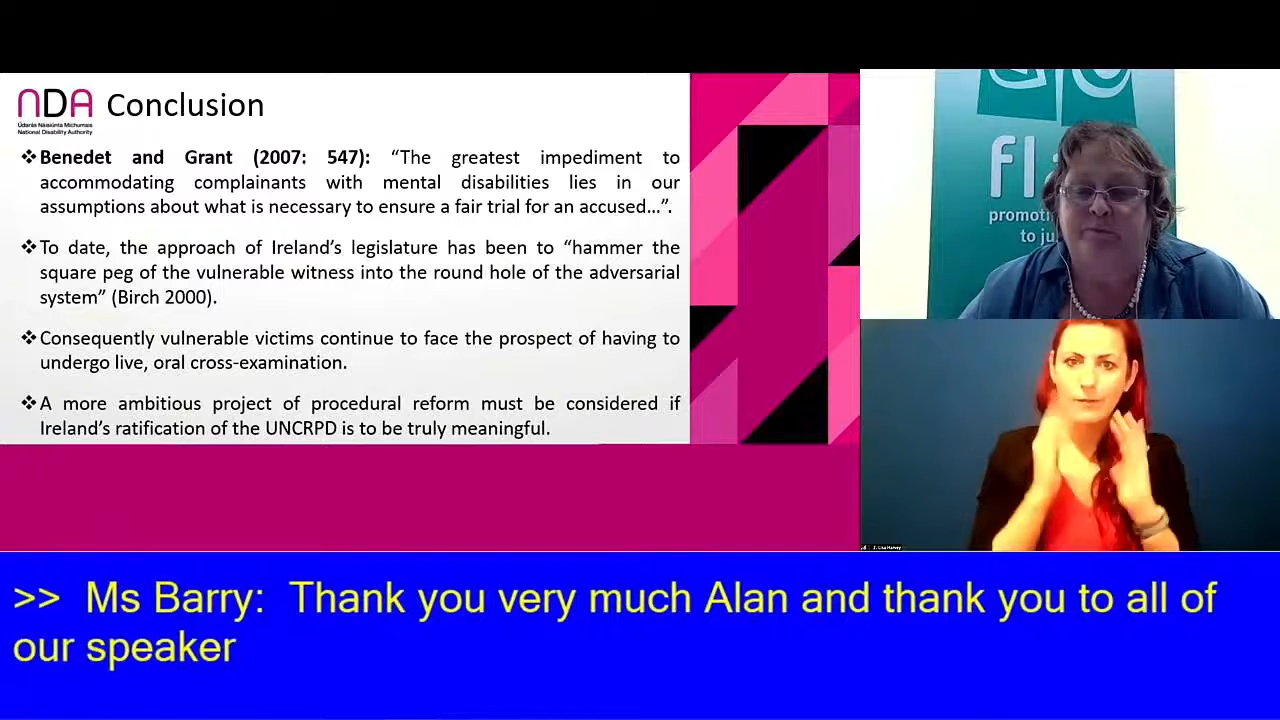 NDA
Conclusion
Údarás Náisiúnta Míchumais
National Disability Authority
❖Benedet and Grant (2007: 547): “The greatest impediment to
accommodating complainants with mental disabilities lies in our
assumptions about what is necessary to ensure a fair trial for an accused…”.
❖To date, the approach of Ireland’s legislature has been to “hammer the
square peg of the vulnerable witness into the round hole of the adversarial
system” (Birch 2000).
❖Consequently vulnerable victims continue to face the prospect of having to
undergo live, oral cross-examination.
❖A more ambitious project of procedural reform must be considered if
Ireland’s ratification of the UNCRPD is to be truly meaningful.
fl
promoti
to ju
>> Ms Barry: Thank you very much Alan and thank you to all of
our speaker